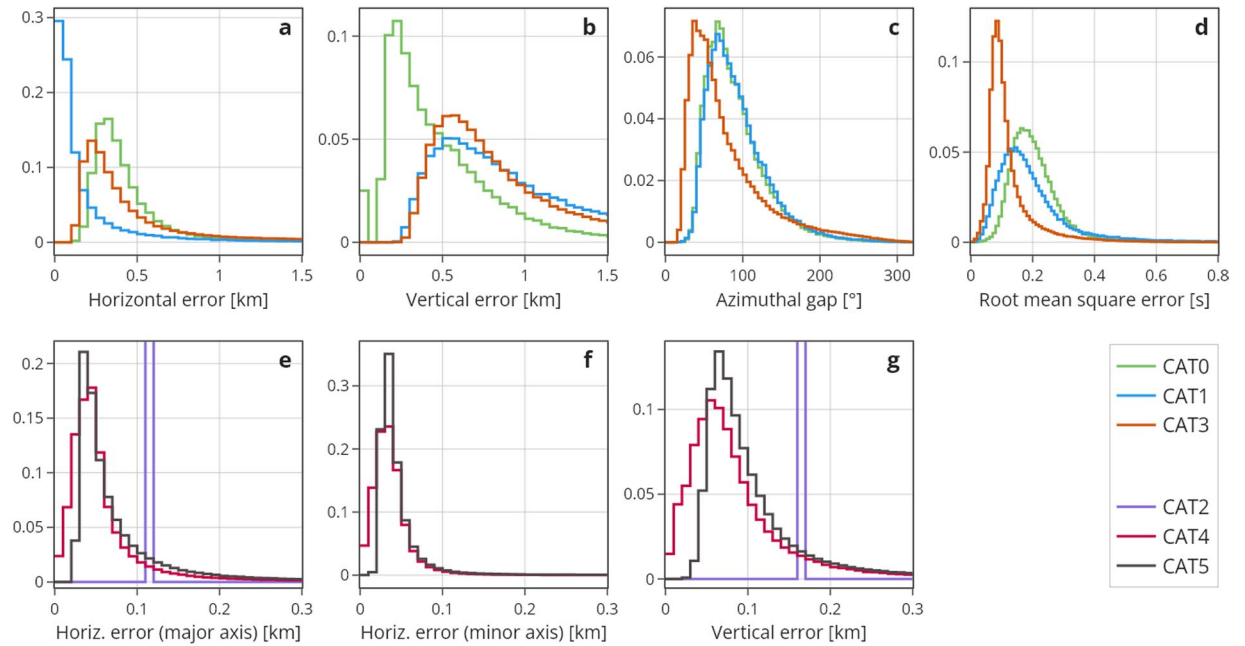 a
0.3
0.2
0.1
0
0 0.5 1 1.5
Horizontal error [km]
b
0.1
0.05
0
0 0.5 1 1.5
Vertical error [km]
c
0.06
0.04
0.02
0
0 100 200 300
Azimuthal gap [°]
d
0.1
0.05
0
0 0.2 0.4 0.6 0.8
Root mean square error [s]
e
0.2
0.15
0.1
0.05
0
0 0.1 0.2 0.3
Horiz. error (major axis) [km]
f
0.3
0.2
0.1
0
0 0.1 0.2 0.3
Horiz. error (minor axis) [km]
g
0.1
0.05
0
0 0.1 0.2 0.3
Vertical error [km]
CAT0
CAT1
CAT3
CAT2
CAT4
CAT5